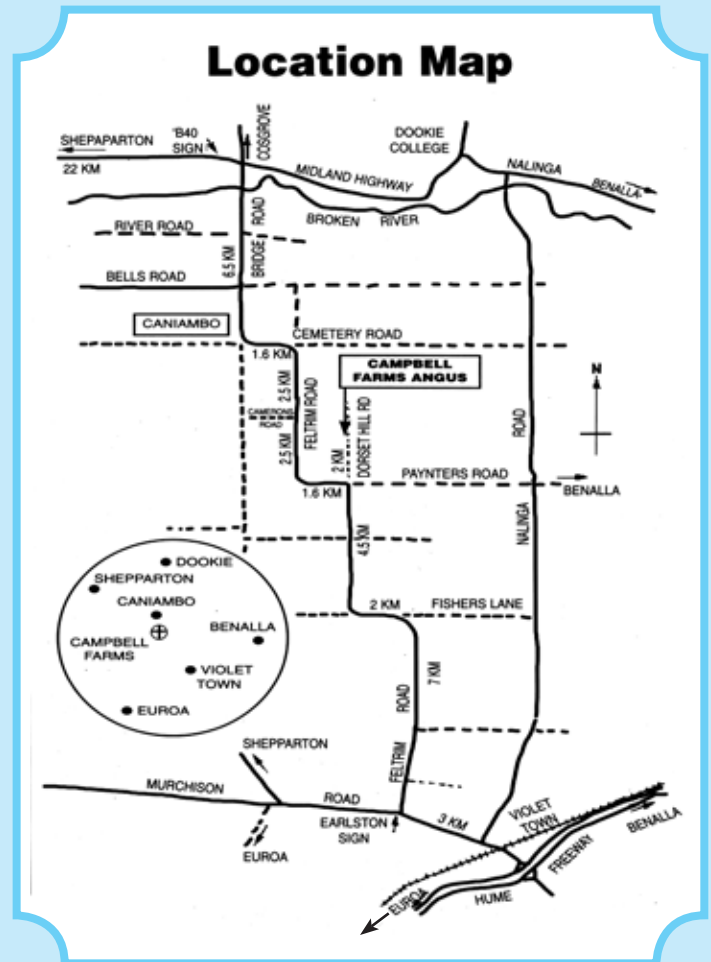 Location Map
SHEPAPARTON
22 KM
'B40
SIGN
COSGROVE
MIDLAND HIGHWAY
DOOKIE
COLLEGE
NALINGA
BENALLA
BROKEN RIVER
RIVER ROAD
BRIDGE ROAD
6.5 KM
BELLS ROAD
CANIAMBO
CEMETERY ROAD
1.6 KM
CAMPBELL
FARMS ANGUS
N
2.5 KM
FELTRIM ROAD
CAMERONS
ROAD
2.5 KM
2 KM
DORSET HILL RD
PAYNTERS ROAD
BENALLA
1.6 KM
NALINGA ROAD
4.5 KM
2 KM
FISHERS LANE
DOOKIE
SHEPPARTON
CANIAMBO
BENALLA
CAMPBELL
FARMS
VIOLET
TOWN
EUROA
7 KM
FELTRIM ROAD
SHEPPARTON
MURCHISON ROAD
EARLSTON
SIGN
EUROA
3 KM
VIOLET
TOWN
BENALLA
HUME FREEWAY
EUROA